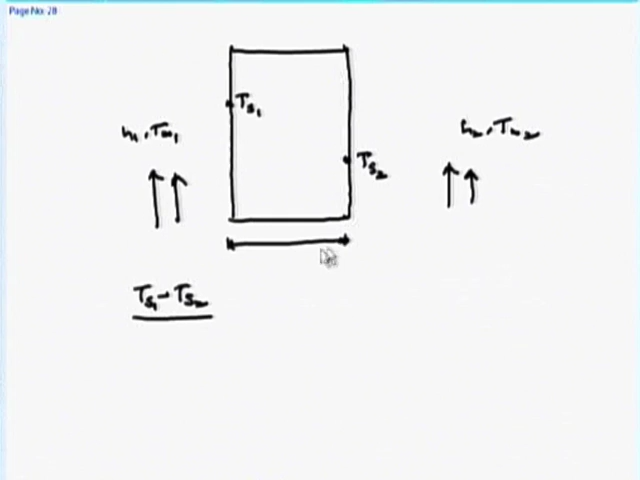 Page No: 28
Ts₁
h₁, T∞₁
h₂, T∞₂
Ts₂
Ts₁ - Ts₂